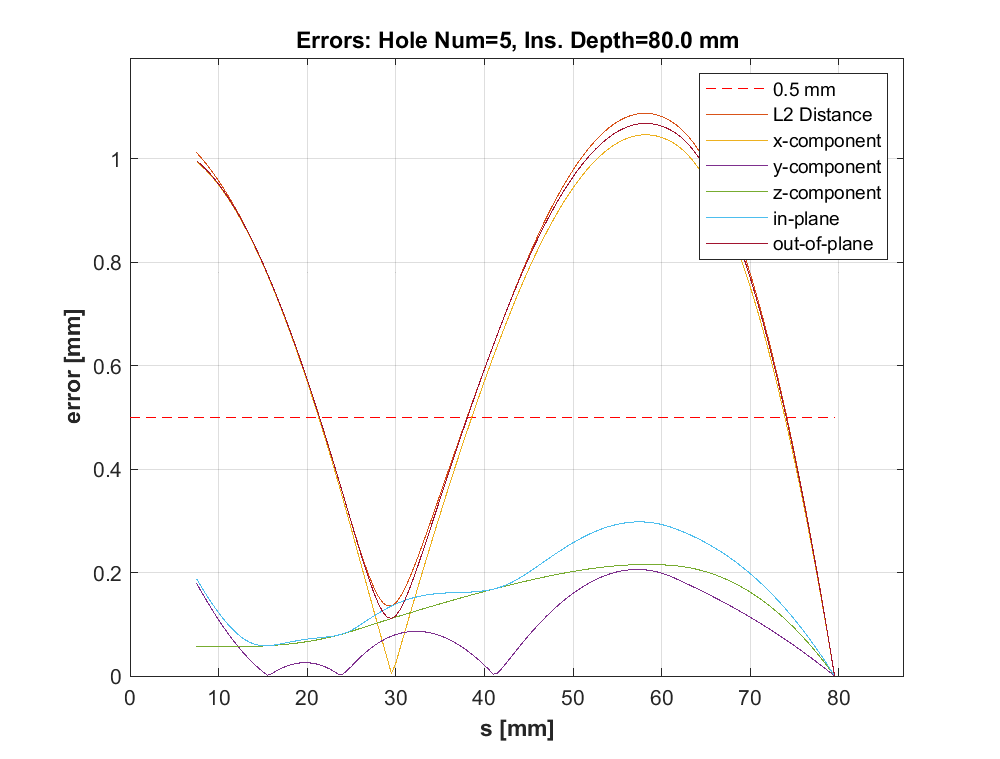 Errors: Hole Num=5, Ins. Depth=80.0 mm
0.5 mm
L2 Distance
x-component
y-component
z-component
in-plane
out-of-plane
1
0.8
0.6
0.4
0.2
0
error [mm]
0 10 20 30 40 50 60 70 80
s [mm]